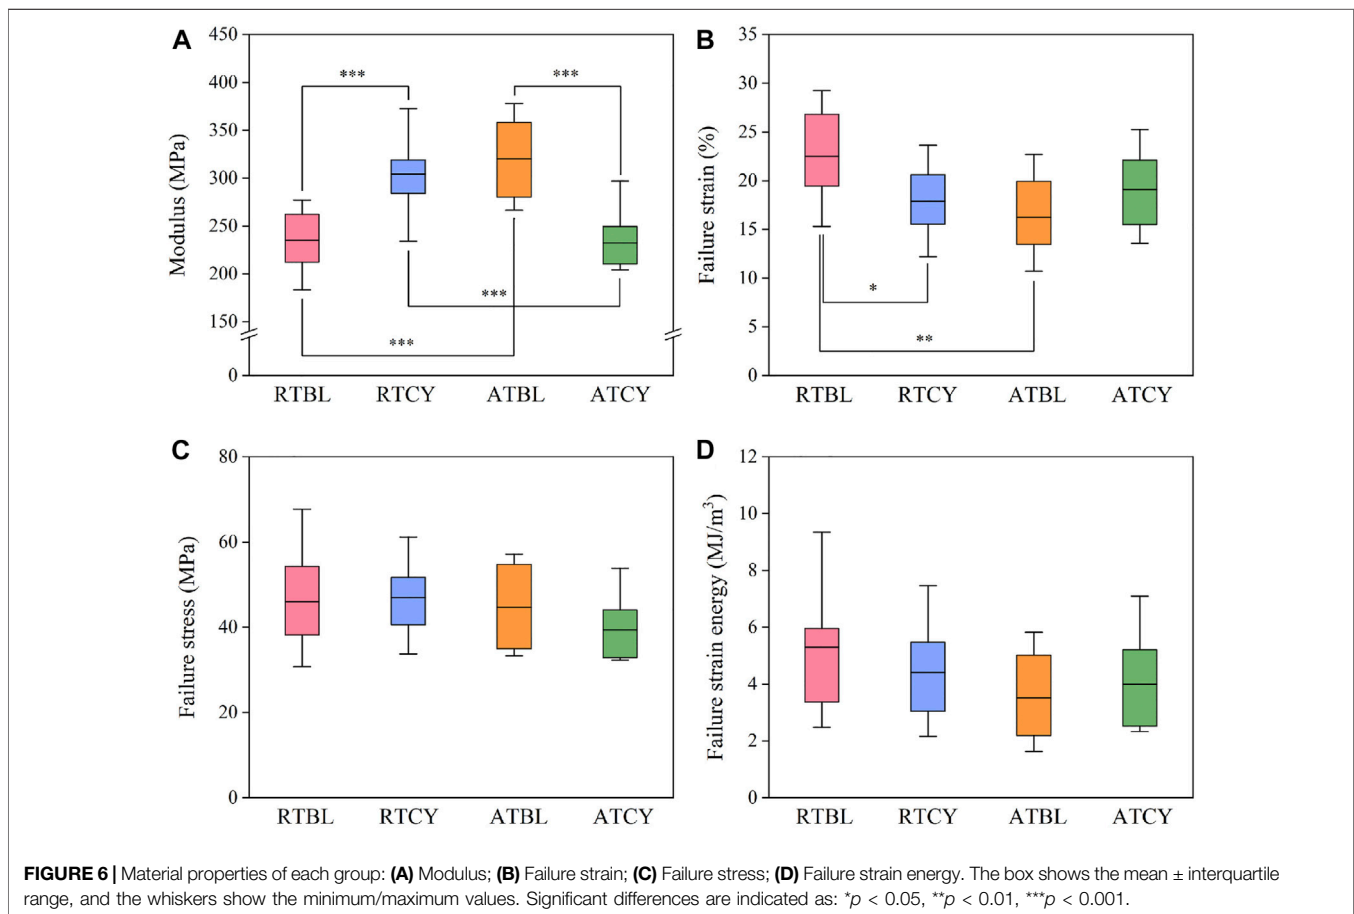 A
450
400
350
300
250
200
150
0
Modulus (MPa)
***
***
***
***
RTBL RTCY ATBL ATCY
B
35
30
25
20
15
10
5
0
Failure strain (%)
*
**
RTBL RTCY ATBL ATCY
C
80
60
40
20
0
Failure stress (MPa)
RTBL RTCY ATBL ATCY
D
12
10
8
6
4
2
0
Failure strain energy (MJ/m³)
RTBL RTCY ATBL ATCY
FIGURE 6 | Material properties of each group: (A) Modulus; (B) Failure strain; (C) Failure stress; (D) Failure strain energy. The box shows the mean ± interquartile
range, and the whiskers show the minimum/maximum values. Significant differences are indicated as: *p < 0.05, **p < 0.01, ***p < 0.001.